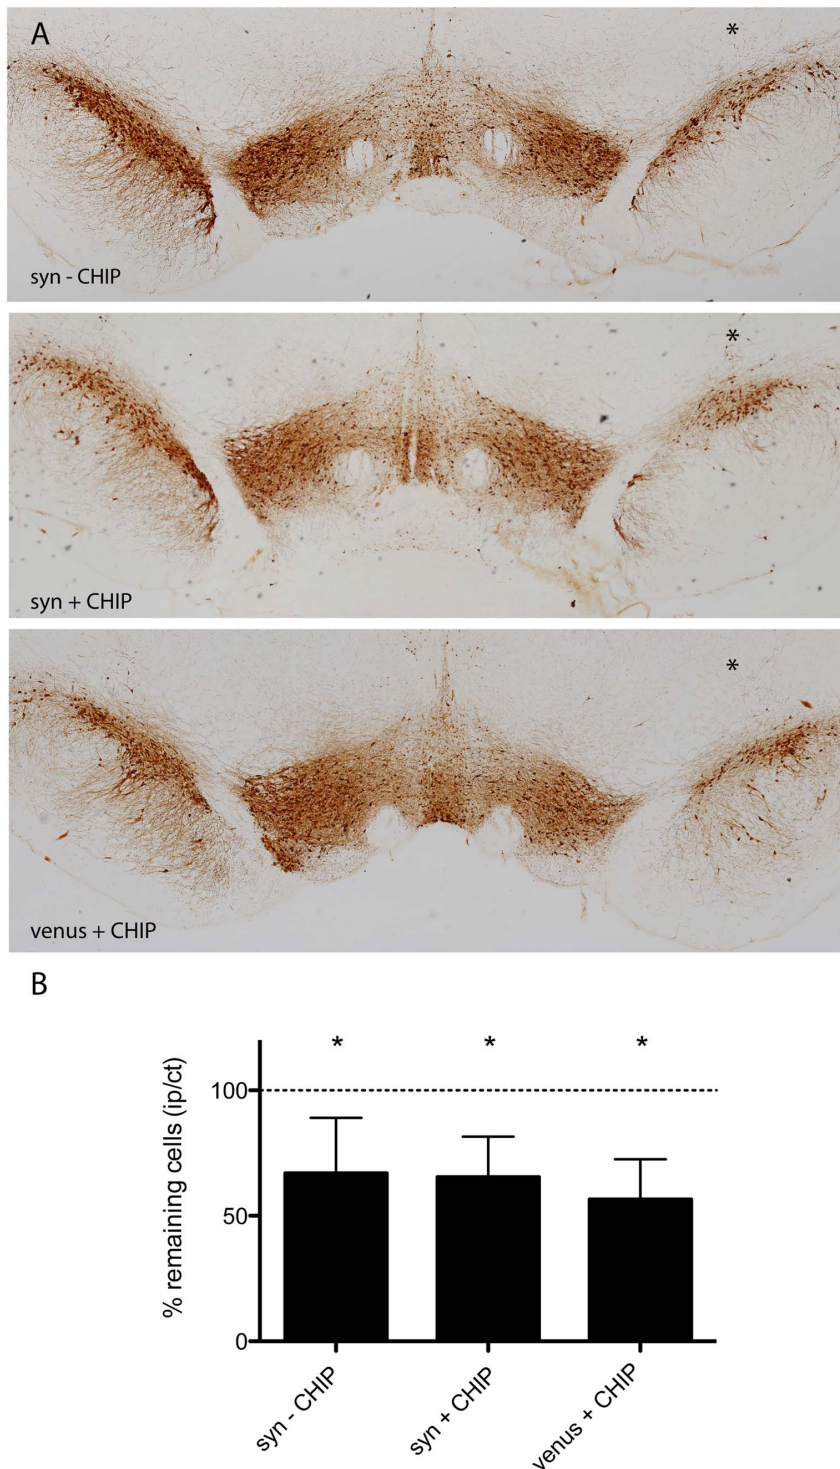 A
*
syn - CHIP
*
syn + CHIP
*
venus + CHIP
B
* * *
% remaining cells (ip/ct)
100
50
0
syn - CHIP
syn + CHIP
venus + CHIP